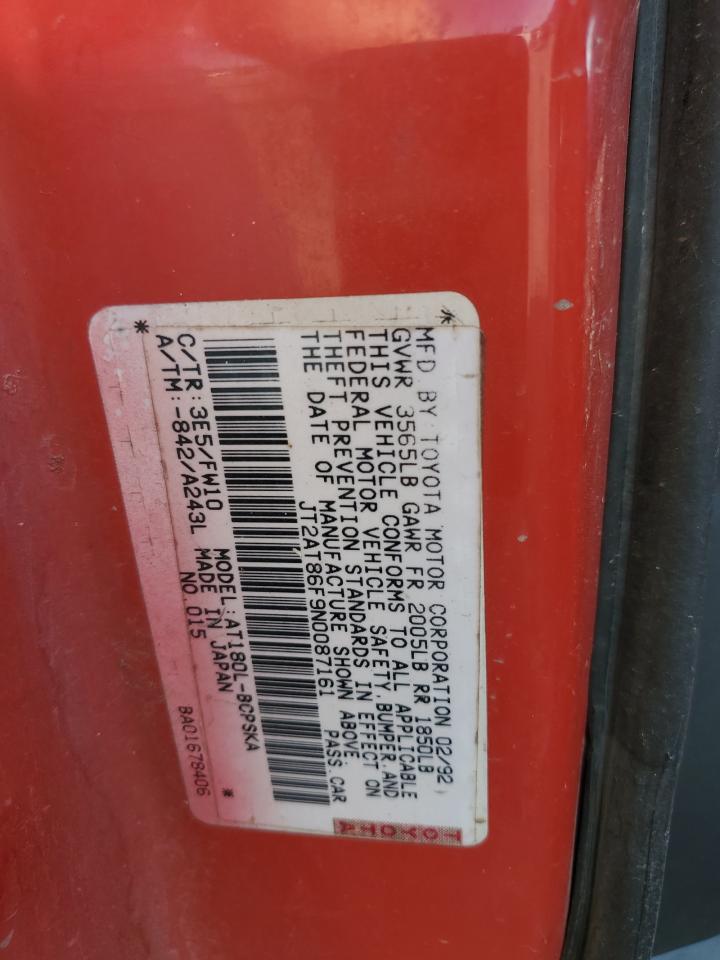 MFD BY: TOYOTA MOTOR CORPORATION 02/92
GVWR 3565LB GAWR FR 2005LB RR 1850LB
THIS VEHICLE CONFORMS TO ALL APPLICABLE
FEDERAL MOTOR VEHICLE SAFETY, BUMPER, AND
THEFT PREVENTION STANDARDS IN EFFECT ON
THE DATE OF MANUFACTURE SHOWN ABOVE.
JT2AT86F9N0087161 PASS.CAR
C/TR: 3E5/FW10 MODEL: AT180L-BCPSKA
A/TM: -842/A243L MADE IN JAPAN
NO.015
BA01678406
TOYOTA